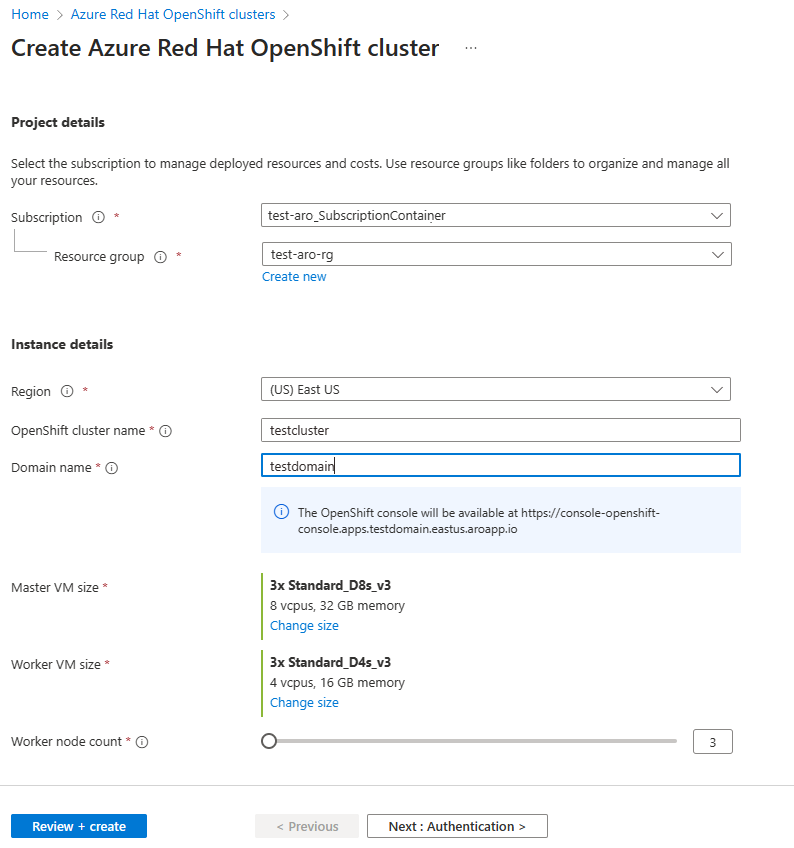 Home > Azure Red Hat OpenShift clusters >
Create Azure Red Hat OpenShift cluster ...
Project details
Select the subscription to manage deployed resources and costs. Use resource groups like folders to organize and manage all
your resources.
Subscription * test-aro_SubscriptionContainer
Resource group * test-aro-rg
Create new
Instance details
Region * (US) East US
OpenShift cluster name * testcluster
Domain name * testdomain
The OpenShift console will be available at https://console-openshift-
console.apps.testdomain.eastus.aroapp.io
Master VM size * 3x Standard_D8s_v3
8 vcpus, 32 GB memory
Change size
Worker VM size * 3x Standard_D4s_v3
4 vcpus, 16 GB memory
Change size
Worker node count * 3
Review + create < Previous Next : Authentication >